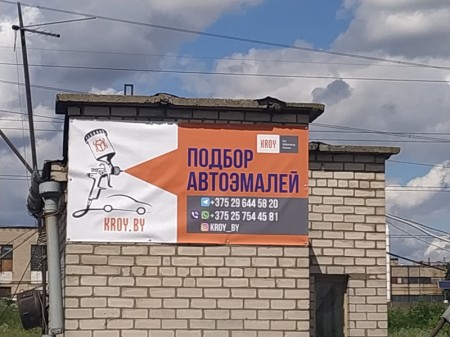 KROY
ПОДБОР
АВТОЭМАЛЕЙ
+375 29 644 58 20
+375 25 754 45 81
KROY_BY
KROY.BY